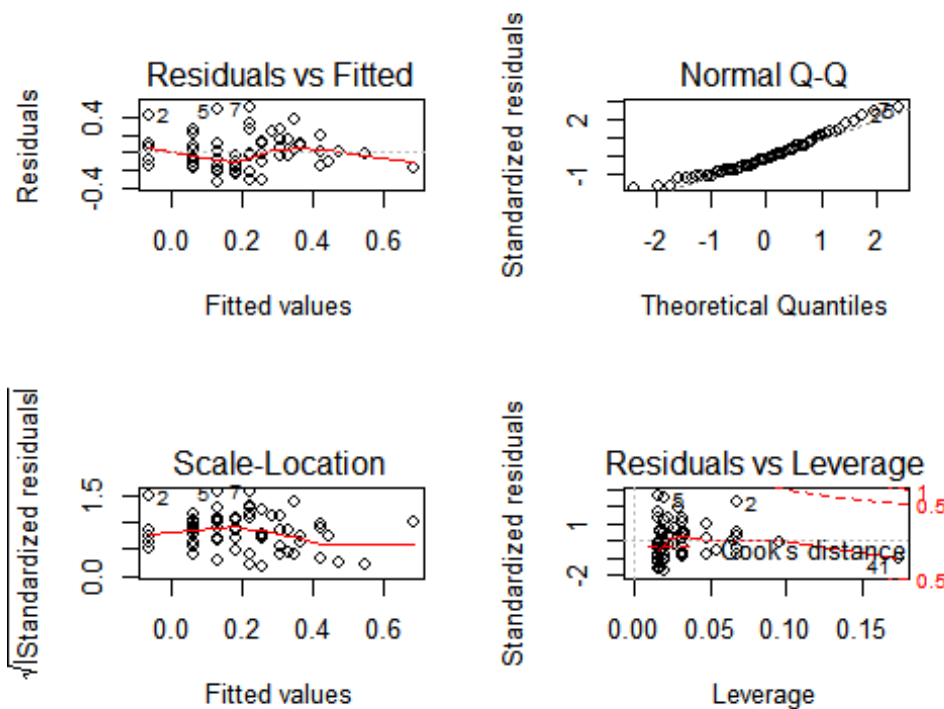 Residuals vs Fitted
Residuals
0.4
-0.4
2
5
7
0.0 0.2 0.4 0.6
Fitted values
Normal Q-Q
Standardized residuals
2
-1
-2 -1 0 1 2
Theoretical Quantiles
Scale-Location
√|Standardized residuals|
1.5
0.0
2
5
7
0.0 0.2 0.4 0.6
Fitted values
Residuals vs Leverage
Standardized residuals
1
-2
5
2
41
Cook's distance
1
0.5
0.5
0.00 0.05 0.10 0.15
Leverage